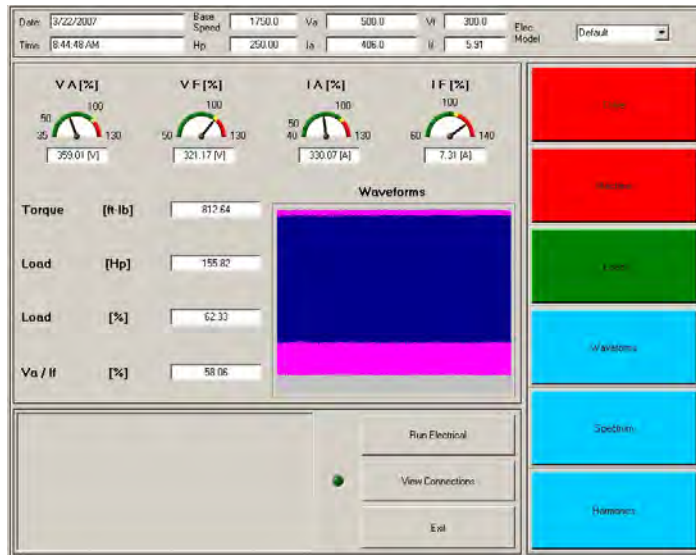 Date: 3/22/2007 Base Speed 1750.0 Va 500.0 Vf 300.0 Elec. Model Default
Time 8:44:48 AM Hp 250.00 Ia 406.0 If 5.91
V A [%] V F [%] I A [%] I F [%]
35 50 100 130
50 100 130
40 50 100 130
60 100 140
359.01 [V] 321.17 [V] 330.07 [A] 7.31 [A]
Waveforms
Torque [ft-lb] 812.64
Load [Hp] 155.82
Load [%] 62.33
Va / If [%] 58.06
Waveforms
Spectrum
Harmonics
Run Electrical
View Connections
Exit